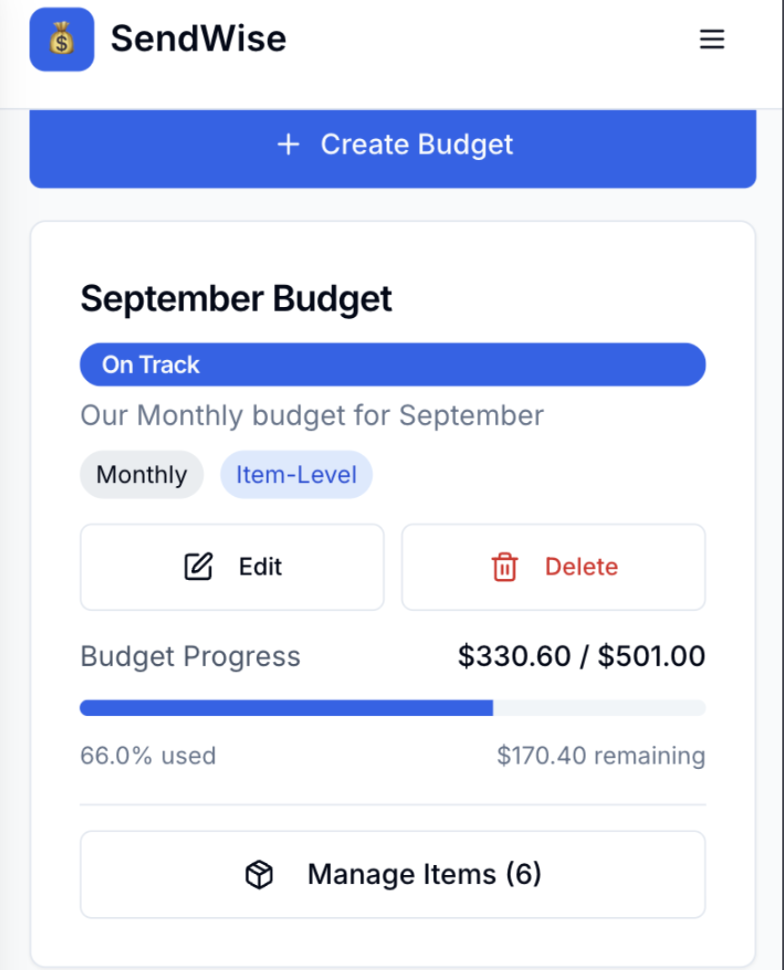 SendWise
+ Create Budget
September Budget
On Track
Our Monthly budget for September
Monthly Item-Level
Edit Delete
Budget Progress $330.60 / $501.00
66.0% used $170.40 remaining
Manage Items (6)